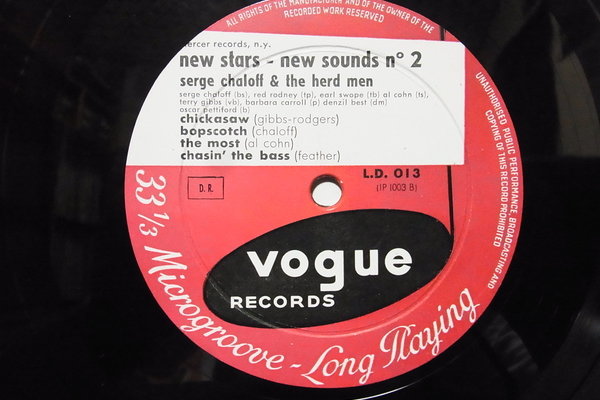 ALL RIGHTS OF THE MANUFACTURER AND OF THE OWNER OF THE
RECORDED WORK RESERVED
mercer records, n.y.
new stars - new sounds n° 2
serge chaloff & the herd men
serge chaloff (bs), red rodney (tp), earl swope (tb) al cohn (ts),
terry gibbs (vb), barbara carroll (p) denzil best (dm)
oscar pettiford (b)
chickasaw (gibbs-rodgers)
bopscotch (chaloff)
the most (al cohn)
chasin' the bass (feather)
D. R.
L.D. 013
(1P 1003 B)
vogue
RECORDS
33 1/3 Microgroove - Long Playing
UNAUTHORISED PUBLIC PERFORMANCE BROADCASTING AND
COPYING OF THIS RECORD PROHIBITED